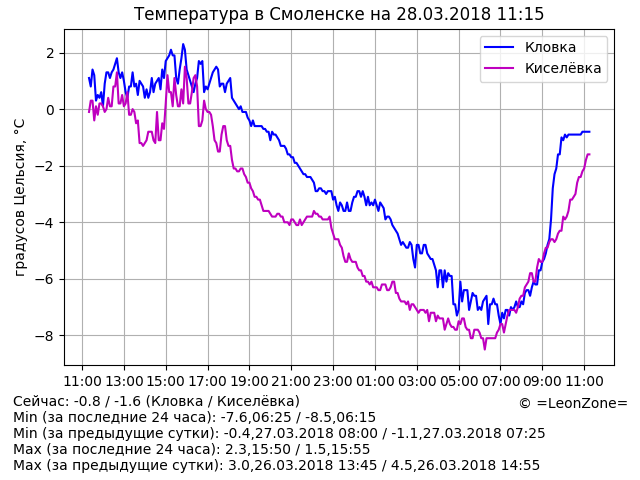 Температура в Смоленске на 28.03.2018 11:15
градусов Цельсия, °C
2
0
−2
−4
−6
−8
Кловка
Киселёвка
11:00 13:00 15:00 17:00 19:00 21:00 23:00 01:00 03:00 05:00 07:00 09:00 11:00
Сейчас: -0.8 / -1.6 (Кловка / Киселёвка)
© =LeonZone=
Min (за последние 24 часа): -7.6,06:25 / -8.5,06:15
Min (за предыдущие сутки): -0.4,27.03.2018 08:00 / -1.1,27.03.2018 07:25
Max (за последние 24 часа): 2.3,15:50 / 1.5,15:55
Max (за предыдущие сутки): 3.0,26.03.2018 13:45 / 4.5,26.03.2018 14:55